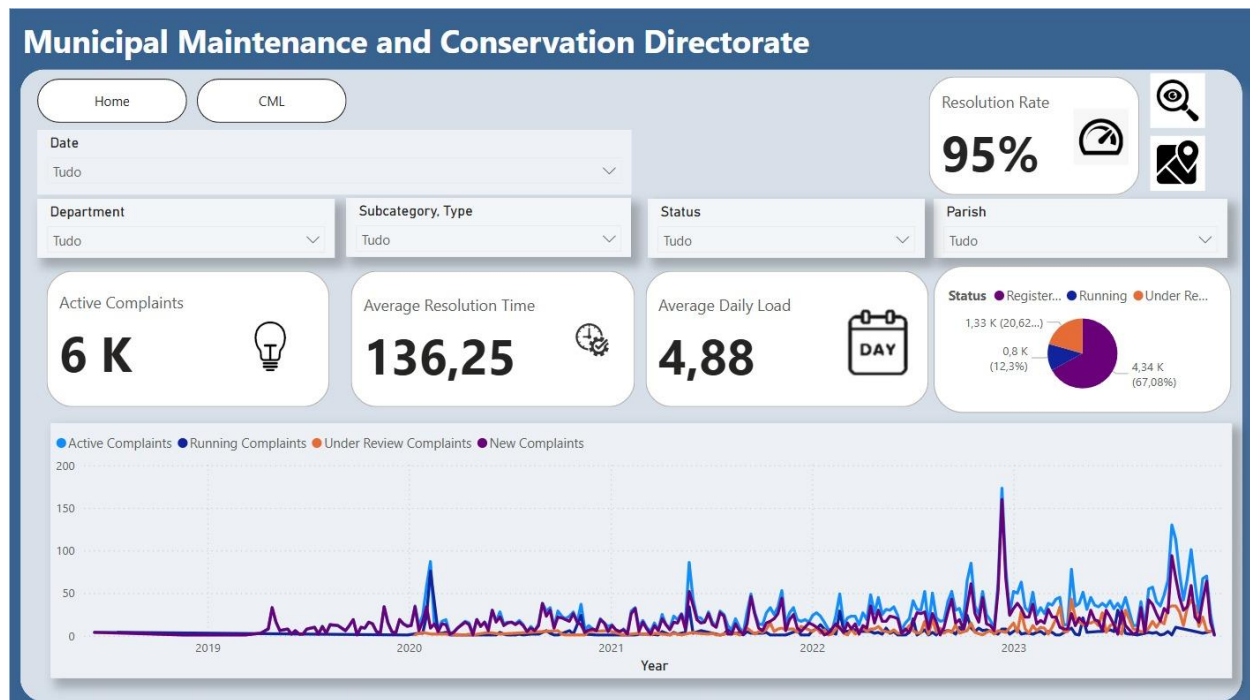 Municipal Maintenance and Conservation Directorate
Home
CML
Resolution Rate
95%
Date
Tudo
Department
Tudo
Subcategory, Type
Tudo
Status
Tudo
Parish
Tudo
Active Complaints
6 K
Average Resolution Time
136,25
Average Daily Load
4,88
DAY
Status Register... Running Under Re...
1,33 K (20,62...)
0,8 K
(12,3%)
4,34 K
(67,08%)
Active Complaints Running Complaints Under Review Complaints New Complaints
200
150
100
50
0
2019 2020 2021 2022 2023
Year